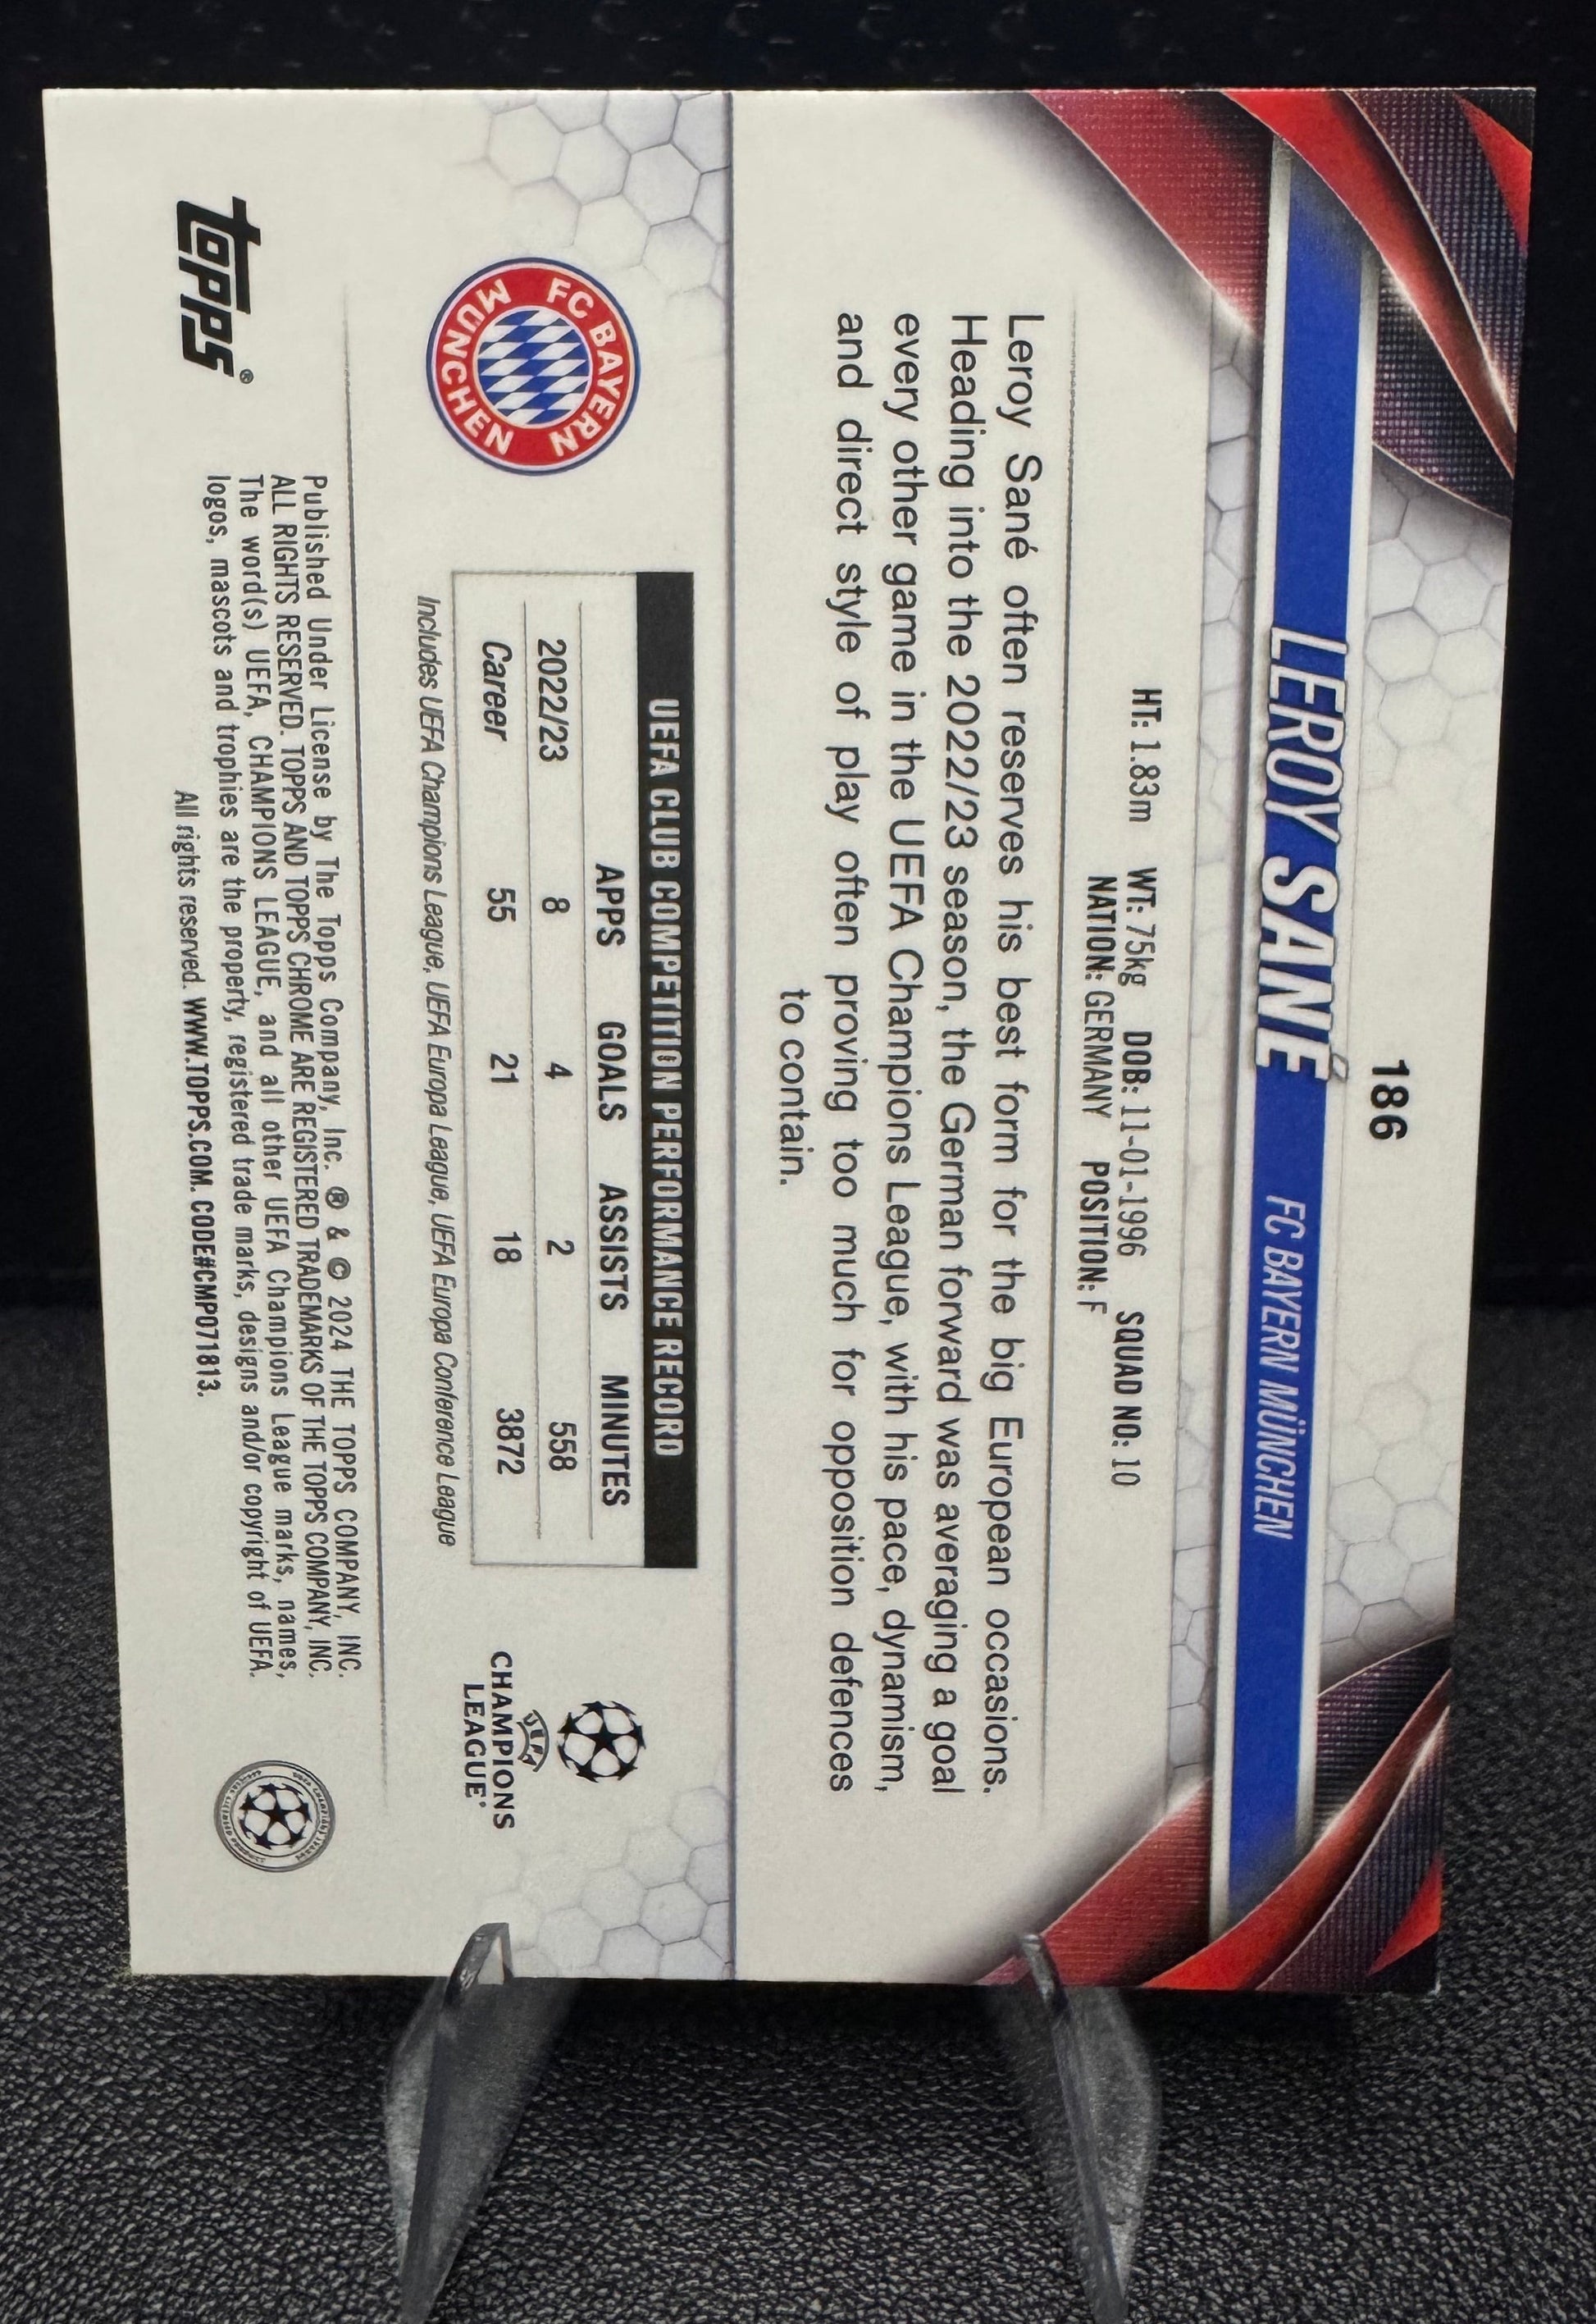 186
LEROY SANÉ FC BAYERN MÜNCHEN
HT: 1.83m WT: 75kg DOB: 11-01-1996 SQUAD NO: 10
NATION: GERMANY POSITION: F
Leroy Sané often reserves his best form for the big European occasions.
Heading into the 2022/23 season, the German forward was averaging a goal
every other game in the UEFA Champions League, with his pace, dynamism,
and direct style of play often proving too much for opposition defences
to contain.
FC BAYERN MÜNCHEN
UEFA CLUB COMPETITION PERFORMANCE RECORD
APPS GOALS ASSISTS MINUTES
2022/23 8 4 2 558
Career 55 21 18 3872
Includes UEFA Champions League, UEFA Europa League, UEFA Europa Conference League
UEFA
CHAMPIONS
LEAGUE®
topps®
Published Under License by The Topps Company, Inc. ® & © 2024 THE TOPPS COMPANY, INC.
ALL RIGHTS RESERVED. TOPPS AND TOPPS CHROME ARE REGISTERED TRADEMARKS OF THE TOPPS COMPANY, INC.
The word(s) UEFA, CHAMPIONS LEAGUE, and all other UEFA Champions League marks, names,
logos, mascots and trophies are the property, registered trade marks, designs and/or copyright of UEFA.
All rights reserved. WWW.TOPPS.COM. CODE#CMP071813.